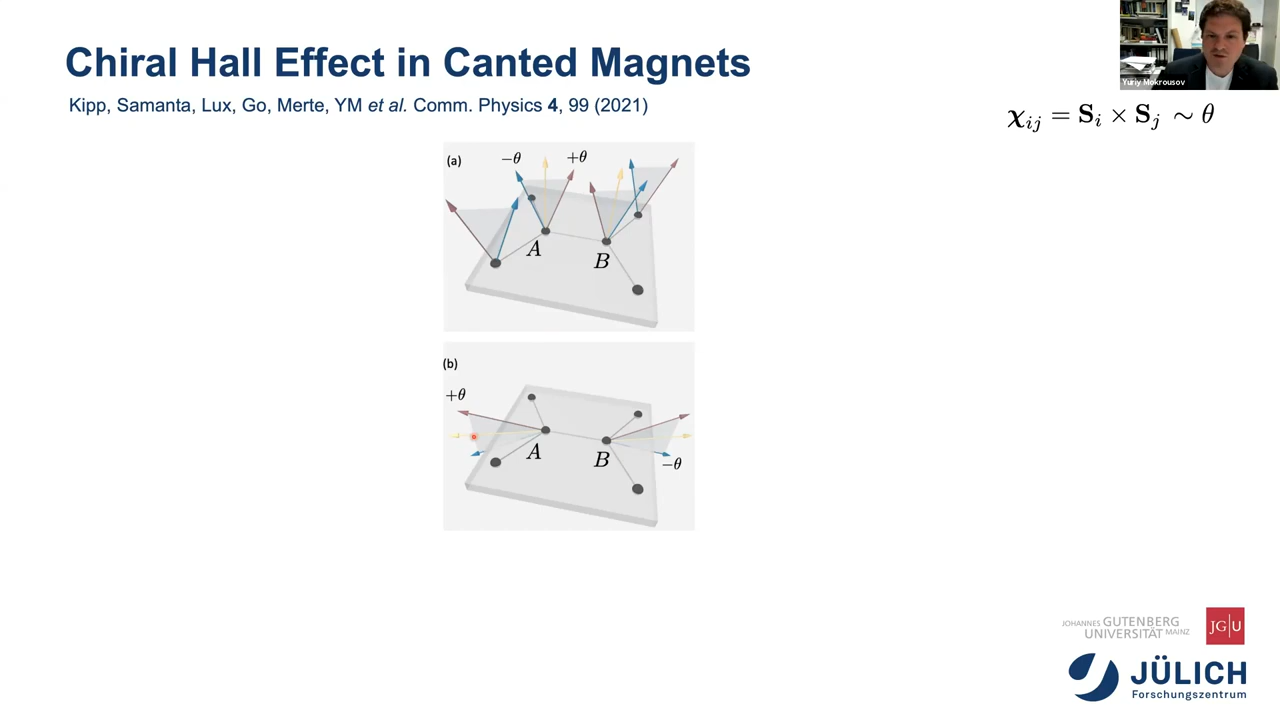 Chiral Hall Effect in Canted Magnets
Kipp, Samanta, Lux, Go, Merte, YM et al. Comm. Physics 4, 99 (2021)
Yuriy Mokrousov
χij = Si × Sj ~ θ
(a)
−θ
+θ
A
B
(b)
+θ
A
B
−θ
JOHANNES GUTENBERG
UNIVERSITÄT MAINZ
JG|U
JÜLICH
Forschungszentrum